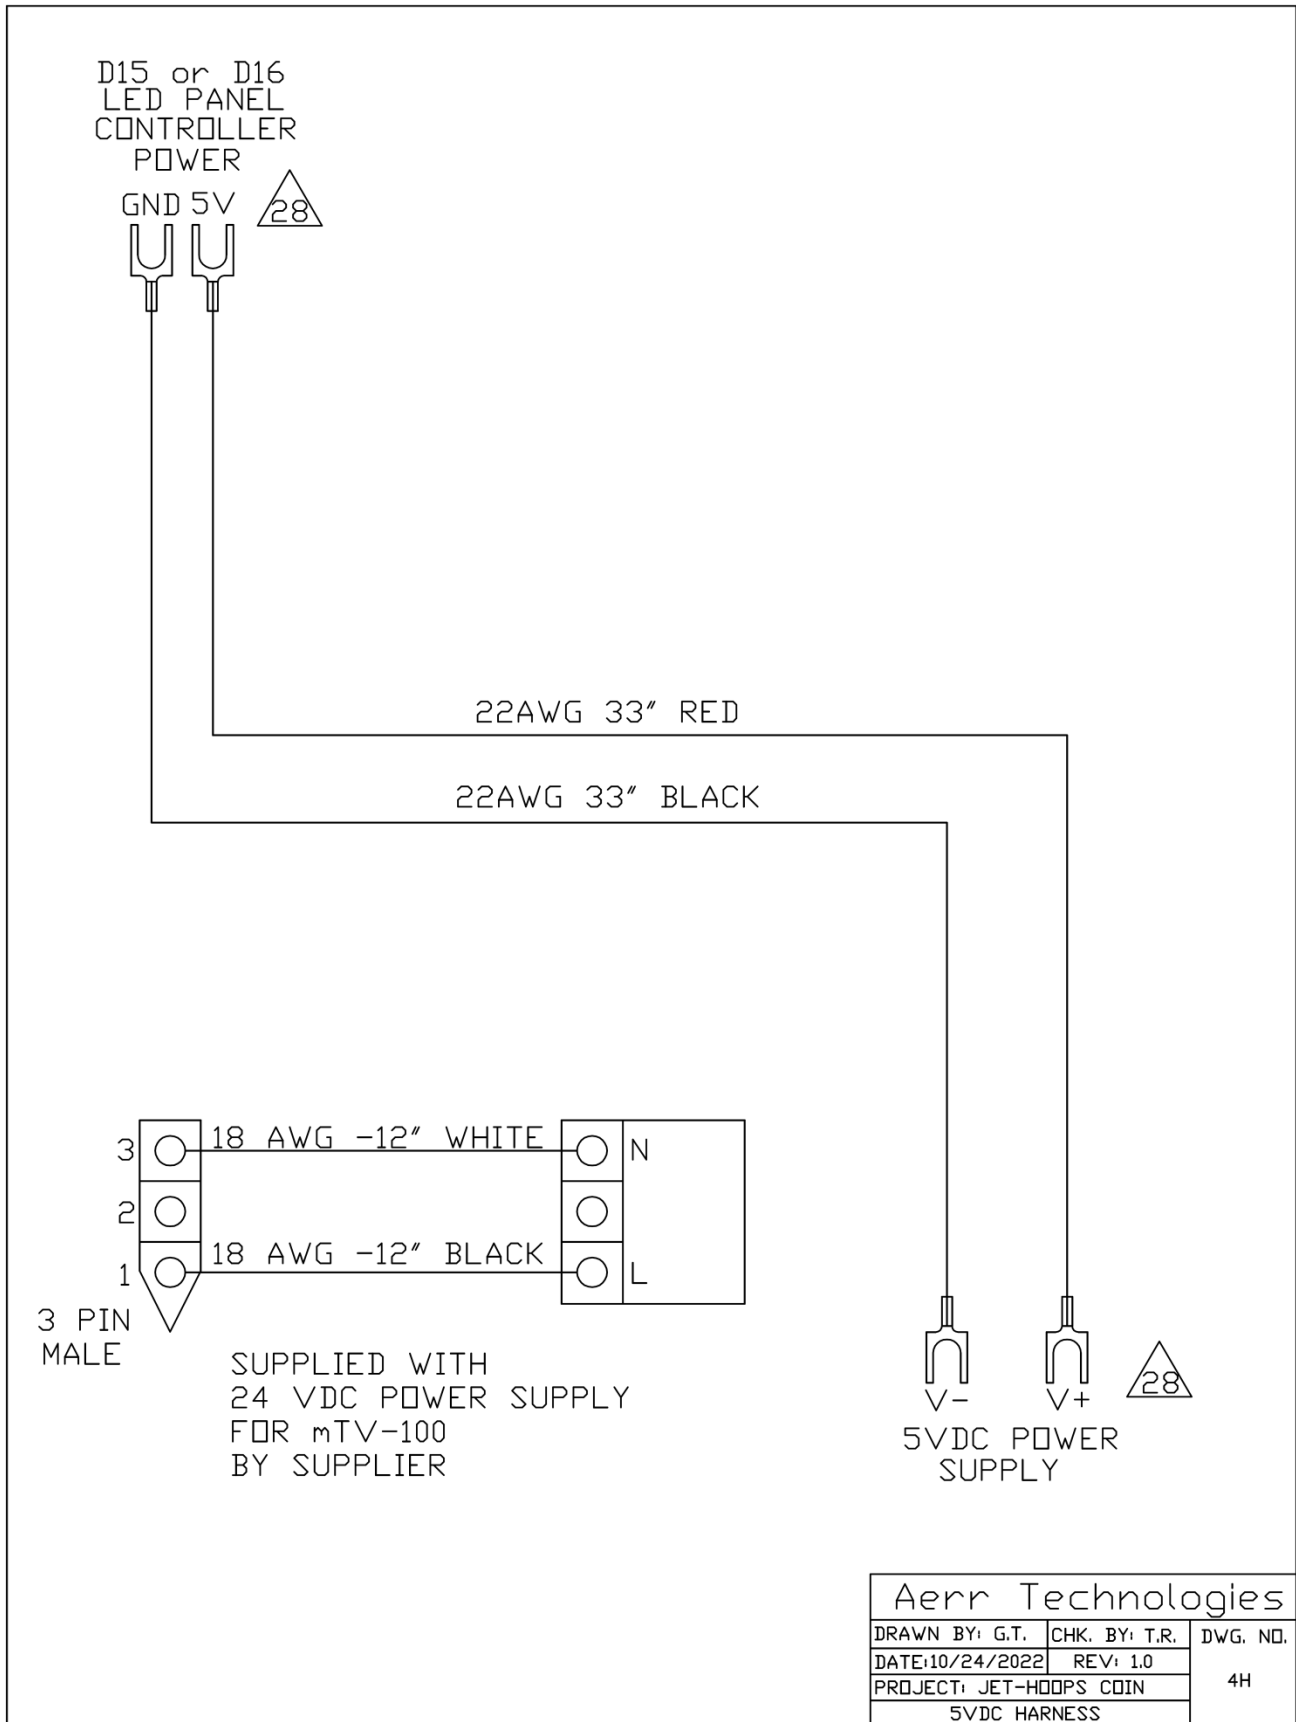 D15 or D16
LED PANEL
CONTROLLER
POWER
GND 5V
28
22AWG 33" RED
22AWG 33" BLACK
3
18 AWG -12" WHITE
N
2
1
18 AWG -12" BLACK
L
3 PIN
MALE
SUPPLIED WITH
24 VDC POWER SUPPLY
FOR mTV-100
BY SUPPLIER
V- V+
28
5VDC POWER
SUPPLY
Aerr Technologies
DRAWN BY: G.T. CHK. BY: T.R. DWG. NO.
DATE:10/24/2022 REV: 1.0
4H
PROJECT: JET-HOOPS COIN
5VDC HARNESS